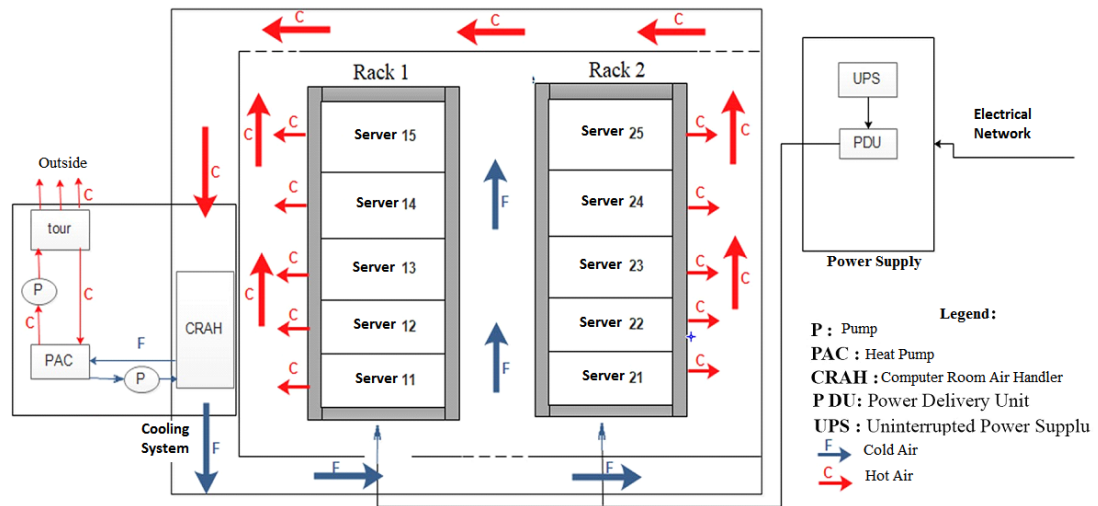 C
C
C
Rack 1
Rack 2
Server 15
Server 14
Server 13
Server 12
Server 11
Server 25
Server 24
Server 23
Server 22
Server 21
C
C
C
C
C
C
C
C
C
C
C
C
C
C
F
F
F
F
C
Outside
C
tour
P
C
C
PAC
F
P
CRAH
Cooling
System
F
UPS
PDU
Electrical
Network
Power Supply
Legend:
P : Pump
PAC : Heat Pump
CRAH : Computer Room Air Handler
PDU: Power Delivery Unit
UPS : Uninterrupted Power Supplu
F Cold Air
C Hot Air